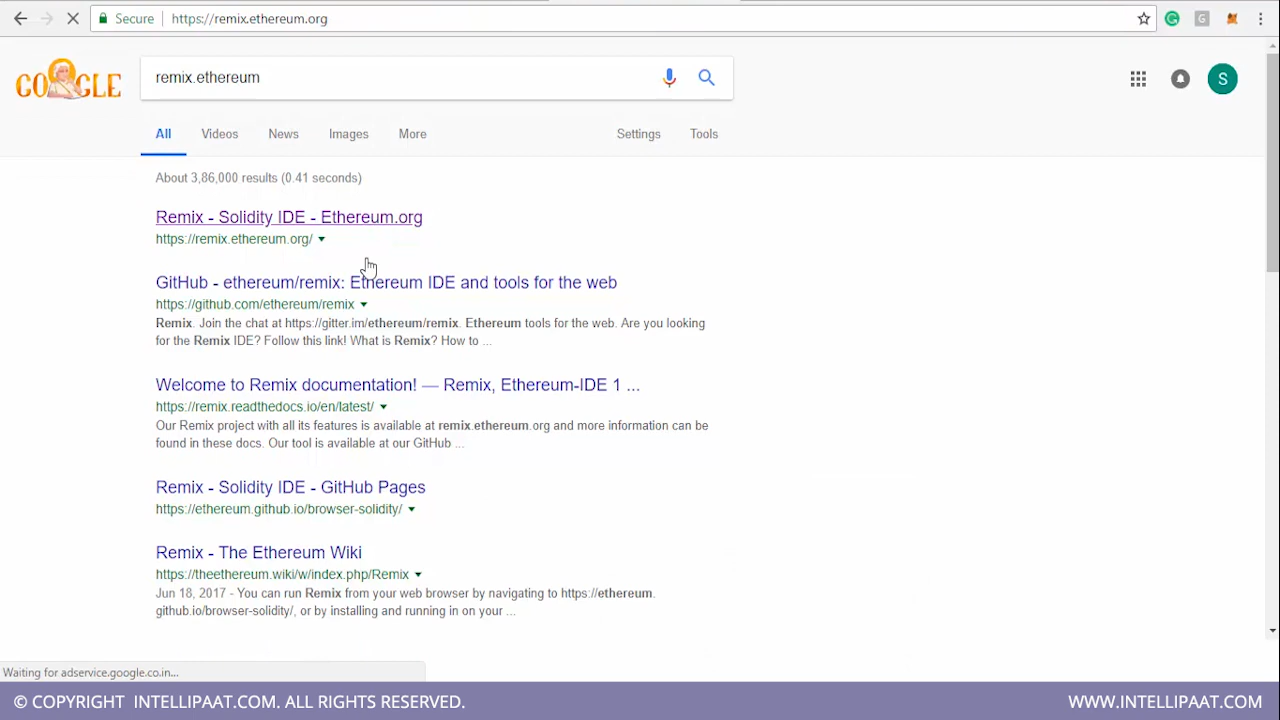 Secure https://remix.ethereum.org
G
GOOGLE
remix.ethereum
S
All Videos News Images More Settings Tools
About 3,86,000 results (0.41 seconds)
Remix - Solidity IDE - Ethereum.org
https://remix.ethereum.org/
GitHub - ethereum/remix: Ethereum IDE and tools for the web
https://github.com/ethereum/remix
Remix. Join the chat at https://gitter.im/ethereum/remix. Ethereum tools for the web. Are you looking
for the Remix IDE? Follow this link! What is Remix? How to ...
Welcome to Remix documentation! — Remix, Ethereum-IDE 1 ...
https://remix.readthedocs.io/en/latest/
Our Remix project with all its features is available at remix.ethereum.org and more information can be
found in these docs. Our tool is available at our GitHub ...
Remix - Solidity IDE - GitHub Pages
https://ethereum.github.io/browser-solidity/
Remix - The Ethereum Wiki
https://theethereum.wiki/w/index.php/Remix
Jun 18, 2017 - You can run Remix from your web browser by navigating to https://ethereum.
github.io/browser-solidity/, or by installing and running in on your ...
Waiting for adservice.google.co.in...
© COPYRIGHT INTELLIPAAT.COM. ALL RIGHTS RESERVED. WWW.INTELLIPAAT.COM